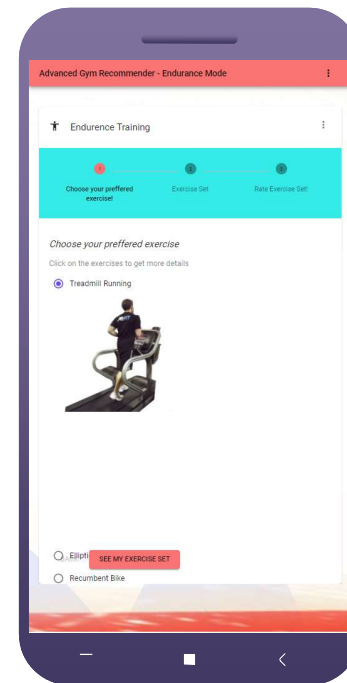 Advanced Gym Recommender - Endurance Mode
Endurence Training
1
Choose your preffered
exercise!
Exercise Set
Rate Exercise Set!
Choose your preffered exercise
Click on the exercises to get more details
Treadmill Running
Ellipti
SEE MY EXERCISE SET
Recumbent Bike